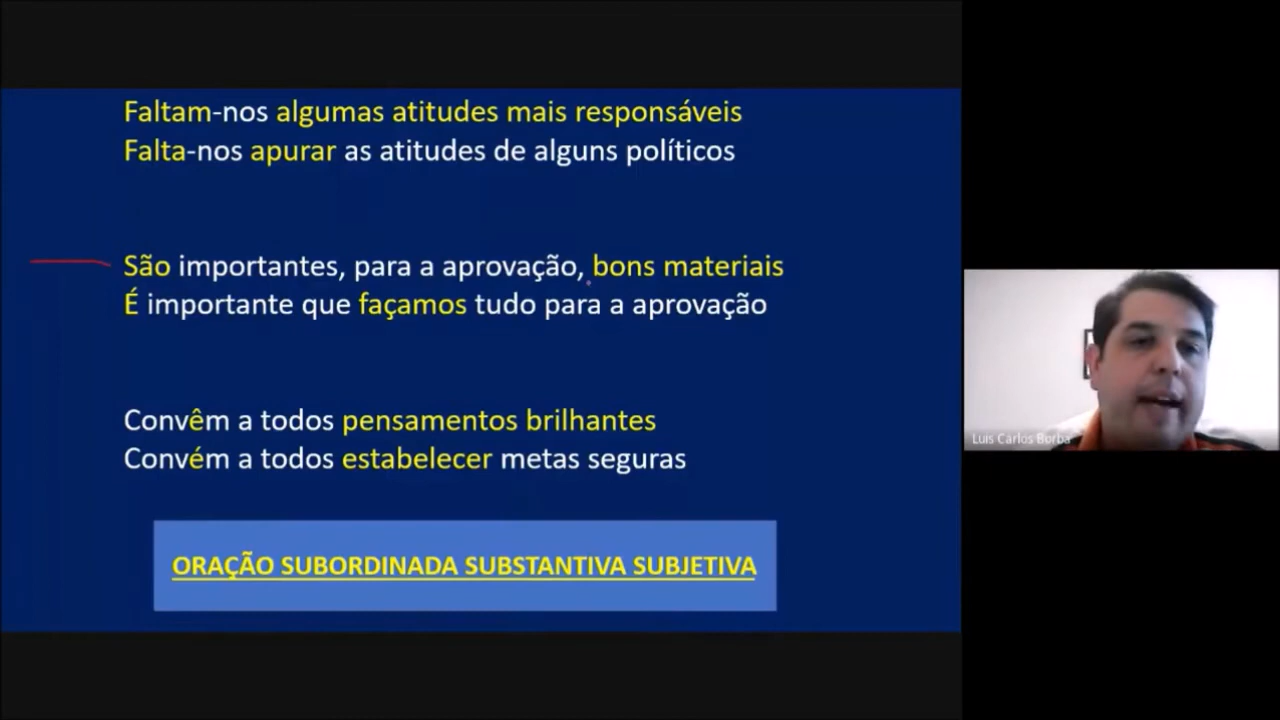 Faltam-nos algumas atitudes mais responsáveis
Falta-nos apurar as atitudes de alguns políticos
São importantes, para a aprovação, bons materiais
É importante que façamos tudo para a aprovação
Convêm a todos pensamentos brilhantes
Convém a todos estabelecer metas seguras
ORAÇÃO SUBORDINADA SUBSTANTIVA SUBJETIVA
Luis Carlos Borba